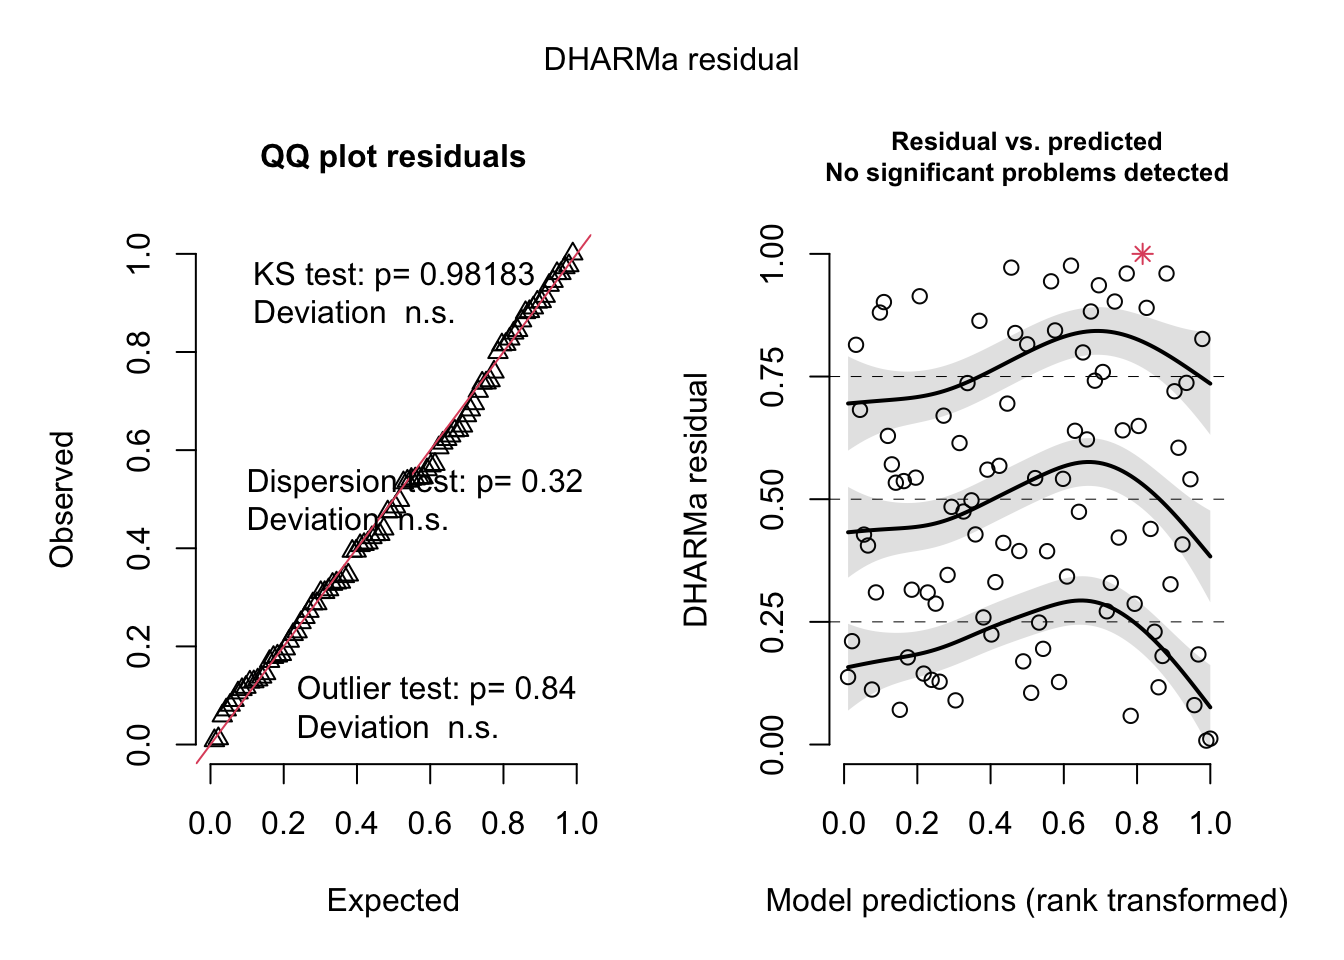 DHARMa residual
QQ plot residuals
KS test: p= 0.98183
Deviation  n.s.
Dispersion test: p= 0.32
Deviation  n.s.
Outlier test: p= 0.84
Deviation  n.s.
Observed
0.0
0.2
0.4
0.6
0.8
1.0
0.0 0.2 0.4 0.6 0.8 1.0
Expected
Residual vs. predicted
No significant problems detected
DHARMa residual
0.00
0.25
0.50
0.75
1.00
0.0 0.2 0.4 0.6 0.8 1.0
Model predictions (rank transformed)